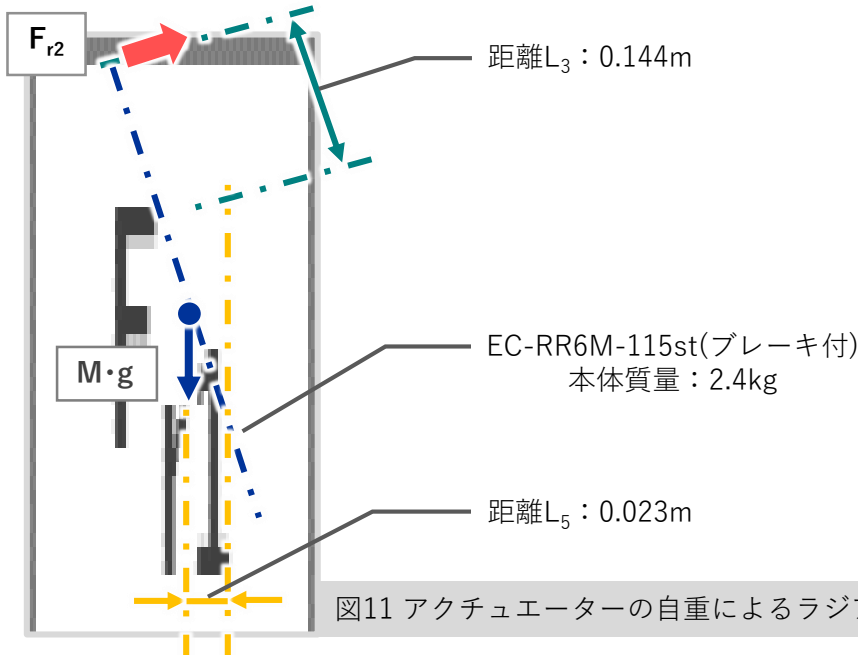 F_r2
距離L₃：0.144m
M・g
EC-RR6M-115st(ブレーキ付)
本体質量：2.4kg
距離L₅：0.023m
図11 アクチュエーターの自重によるラジ